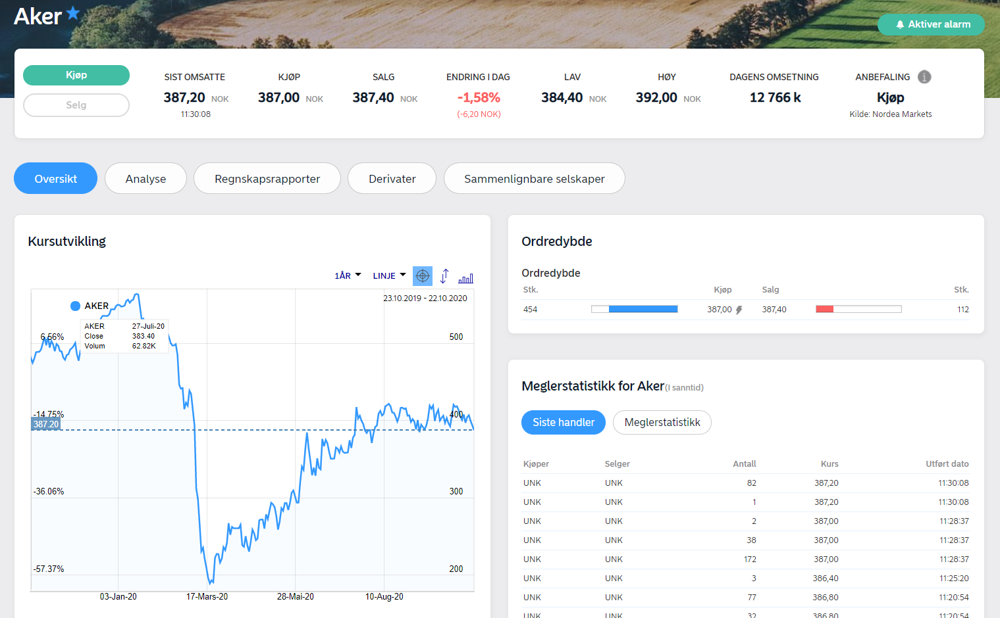 Aker
Aktiver alarm
Kjøp
Selg
SIST OMSATTE
387,20 NOK
11:30:08
KJØP
387,00 NOK
SALG
387,40 NOK
ENDRING I DAG
-1,58%
(-6,20 NOK)
LAV
384,40 NOK
HØY
392,00 NOK
DAGENS OMSETNING
12 766 k
ANBEFALING i
Kjøp
Kilde: Nordea Markets
Oversikt Analyse Regnskapsrapporter Derivater Sammenlignbare selskaper
Kursutvikling
1ÅR LINJE
23.10.2019 - 22.10.2020
AKER
AKER 27-Juli-20
Close 383.40
Volum 62.82K
6.56% 500
-14.75% 400
387.20
-36.06% 300
-57.37% 200
03-Jan-20 17-Mars-20 28-Mai-20 10-Aug-20
Ordredybde
Ordredybde
Stk. Kjøp Salg Stk.
454 387,00 387,40 112
Meglerstatistikk for Aker(I sanntid)
Siste handler Meglerstatistikk
Kjøper Selger Antall Kurs Utført dato
UNK UNK 82 387,20 11:30:08
UNK UNK 1 387,20 11:30:08
UNK UNK 2 387,00 11:28:37
UNK UNK 38 387,00 11:28:37
UNK UNK 172 387,00 11:28:37
UNK UNK 3 386,40 11:25:20
UNK UNK 77 386,80 11:20:54
UNK UNK 32 386,80 11:20:54